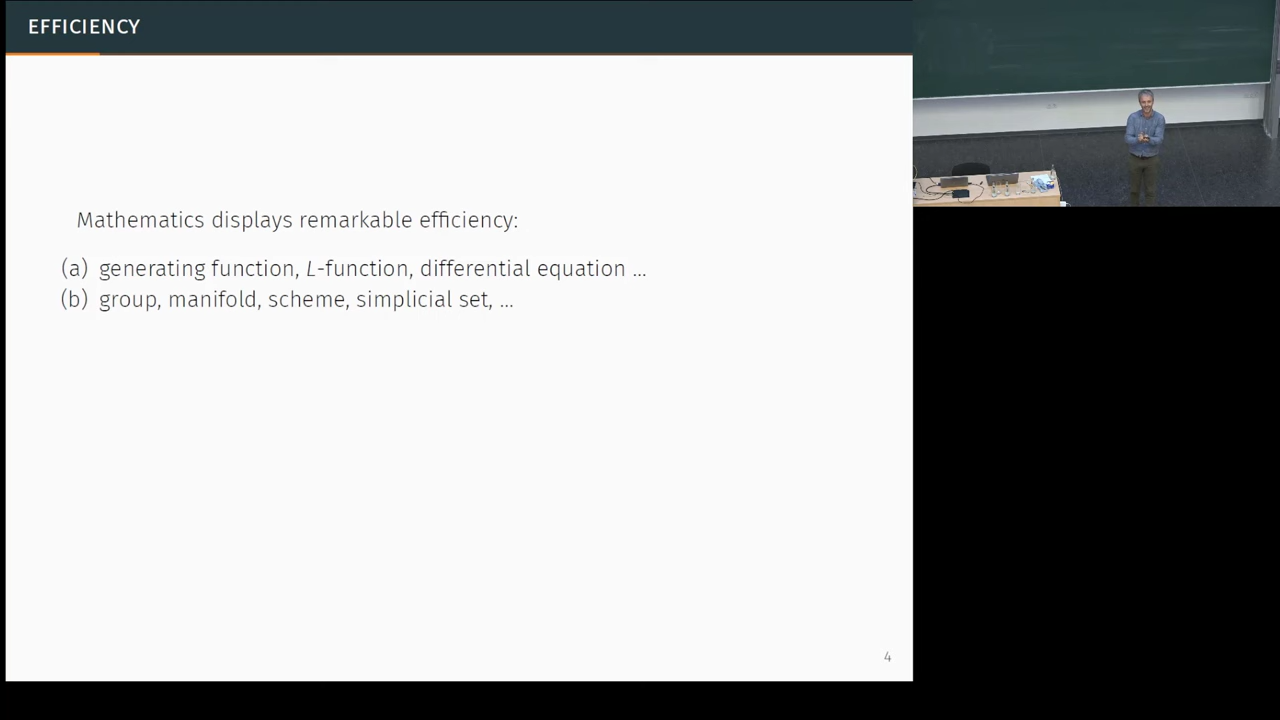 EFFICIENCY
Mathematics displays remarkable efficiency:
(a) generating function, L-function, differential equation ...
(b) group, manifold, scheme, simplicial set, ...
4